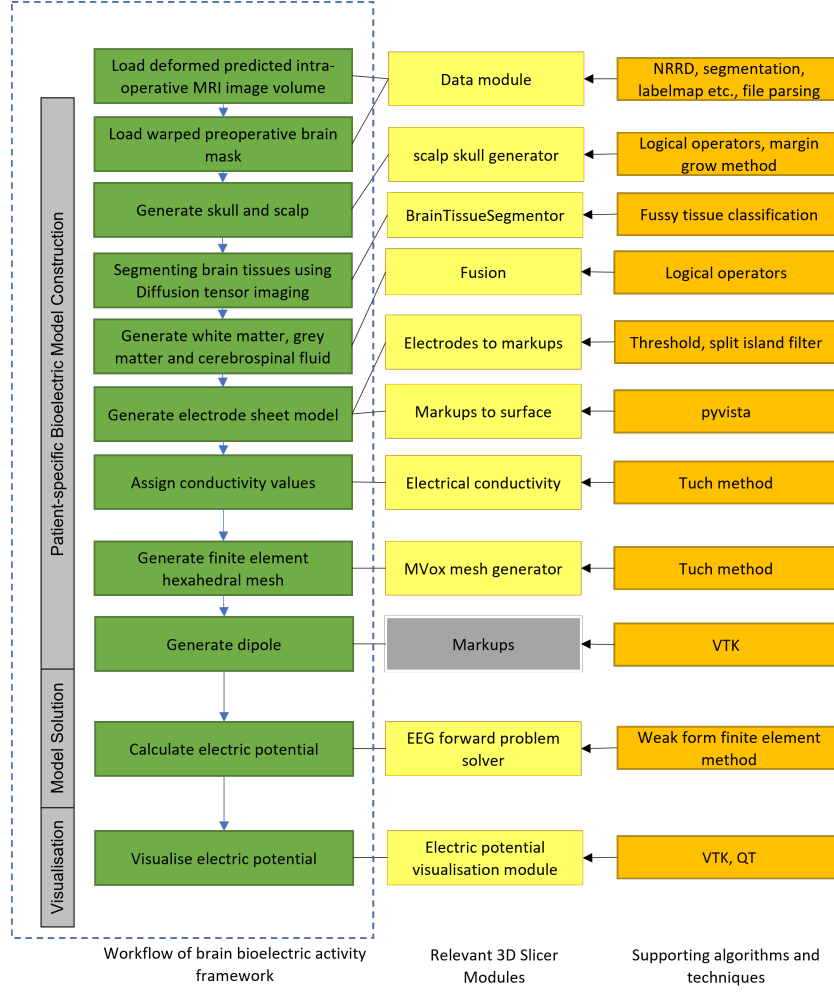 Load deformed predicted intra-
operative MRI image volume
Data module
NRRD, segmentation,
labelmap etc., file parsing
Load warped preoperative brain
mask
scalp skull generator
Logical operators, margin
grow method
Generate skull and scalp
BrainTissueSegmentor
Fussy tissue classification
Segmenting brain tissues using
Diffusion tensor imaging
Fusion
Logical operators
Generate white matter, grey
matter and cerebrospinal fluid
Electrodes to markups
Threshold, split island filter
Generate electrode sheet model
Markups to surface
pyvista
Assign conductivity values
Electrical conductivity
Tuch method
Generate finite element
hexahedral mesh
MVox mesh generator
Tuch method
Generate dipole
Markups
VTK
Calculate electric potential
EEG forward problem
solver
Weak form finite element
method
Visualise electric potential
Electric potential
visualisation module
VTK, QT
Patient-specific Bioelectric Model Construction
Model Solution
Visualisation
Workflow of brain bioelectric activity
framework
Relevant 3D Slicer
Modules
Supporting algorithms and
techniques